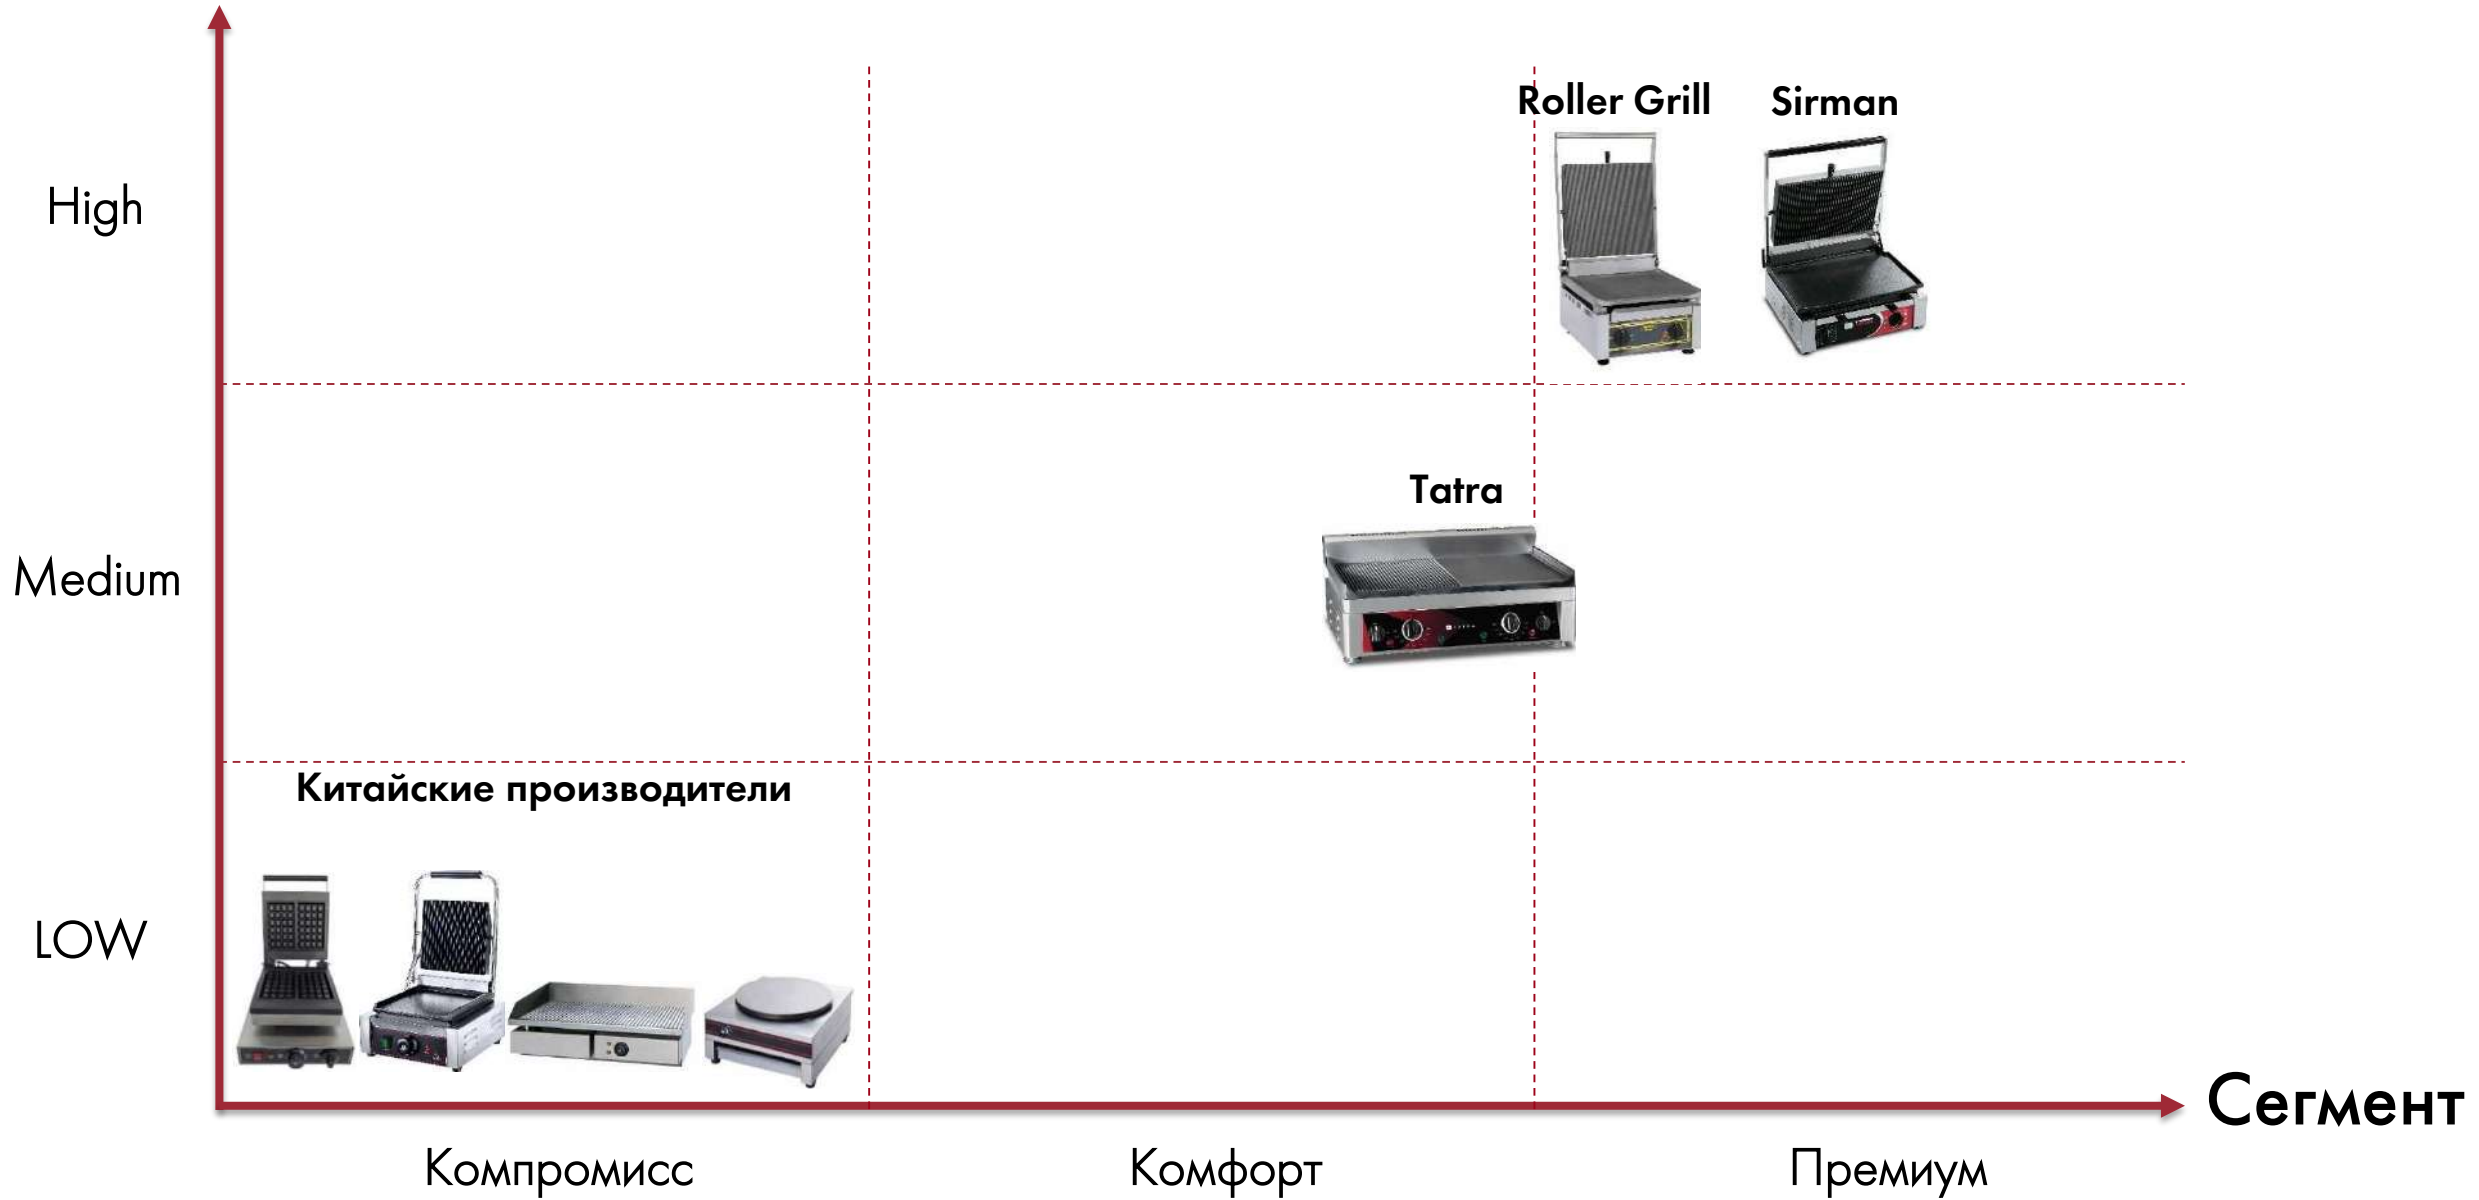 Roller Grill
Sirman
High
Tatra
Medium
Китайские производители
LOW
Сегмент
Компромисс
Комфорт
Премиум